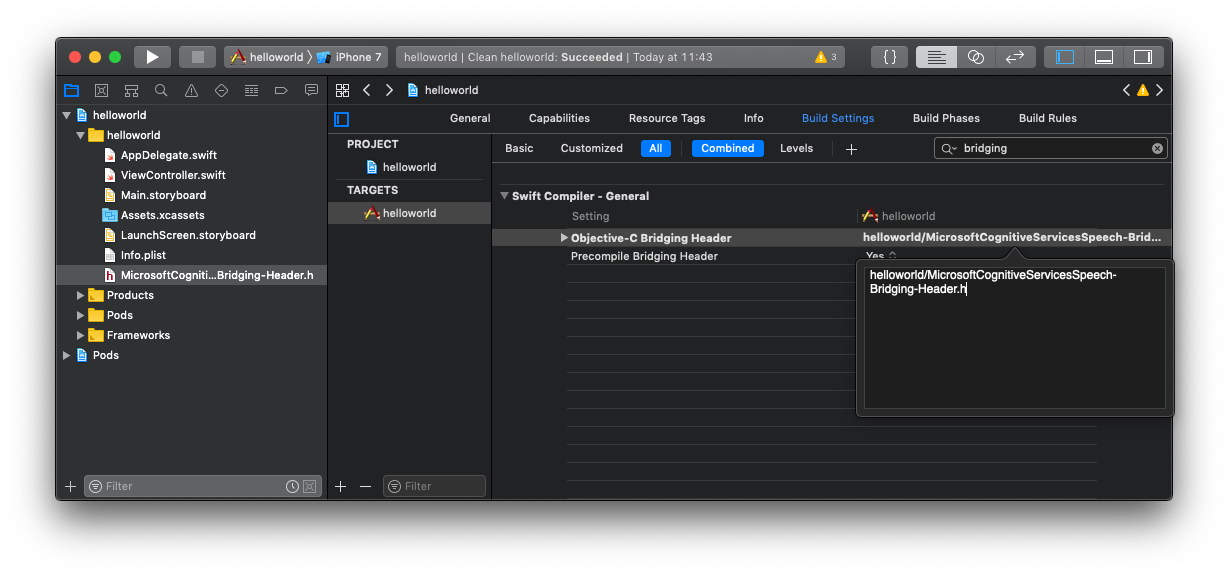 helloworld 〉 iPhone 7
helloworld | Clean helloworld: Succeeded | Today at 11:43
3
{ }
helloworld
helloworld
helloworld
AppDelegate.swift
ViewController.swift
Main.storyboard
Assets.xcassets
LaunchScreen.storyboard
Info.plist
MicrosoftCogniti...Bridging-Header.h
Products
Pods
Frameworks
Pods
Filter
General
Capabilities
Resource Tags
Info
Build Settings
Build Phases
Build Rules
PROJECT
helloworld
TARGETS
helloworld
Filter
Basic
Customized
All
Combined
Levels
bridging
Swift Compiler - General
Setting
helloworld
Objective-C Bridging Header
helloworld/MicrosoftCognitiveServicesSpeech-Brid...
Precompile Bridging Header
Yes
helloworld/MicrosoftCognitiveServicesSpeech-
Bridging-Header.h